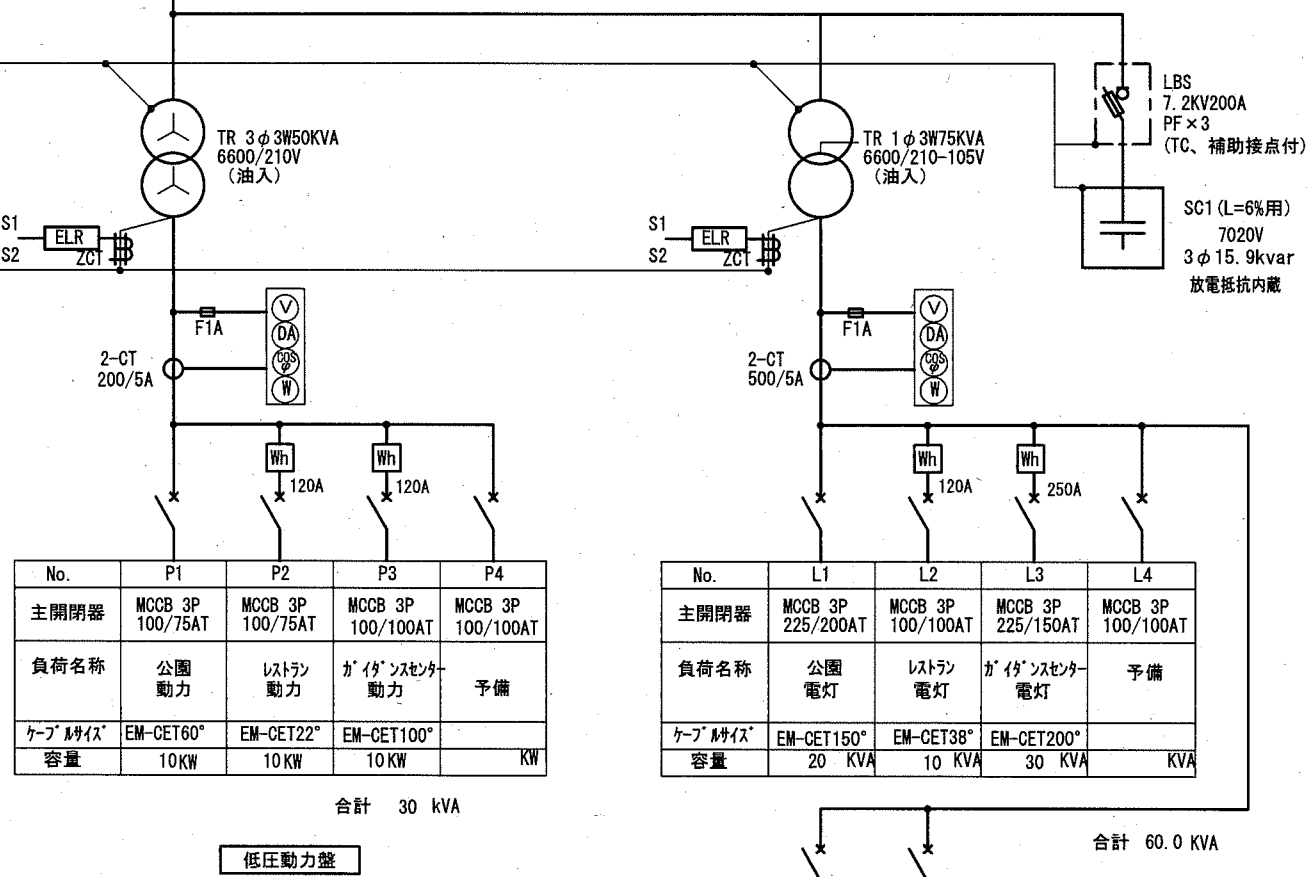 LBS
7.2KV200A
PF×3
(TC、補助接点付)
TR 3φ3W50KVA
6600/210V
(油入)
TR 1φ3W75KVA
6600/210-105V
(油入)
SC1(L=6%用)
7020V
3φ15.9kvar
放電抵抗内蔵
S1
ELR
S2
ZCT
S1
ELR
S2
ZCT
F1A
V
DA
COSφ
W
2-CT
200/5A
F1A
V
DA
COSφ
W
2-CT
500/5A
Wh
120A
Wh
120A
Wh
120A
Wh
250A
No. P1 P2 P3 P4
主開閉器 MCCB 3P 100/75AT MCCB 3P 100/75AT MCCB 3P 100/100AT MCCB 3P 100/100AT
負荷名称 公園動力 レストラン動力 ガイダンスセンター動力 予備
ケーブルサイズ EM-CET60° EM-CET22° EM-CET100°
容量 10KW 10KW 10KW KW
合計 30 kVA
低圧動力盤
No. L1 L2 L3 L4
主開閉器 MCCB 3P 225/200AT MCCB 3P 100/100AT MCCB 3P 225/150AT MCCB 3P 100/100AT
負荷名称 公園電灯 レストラン電灯 ガイダンスセンター電灯 予備
ケーブルサイズ EM-CET150° EM-CET38° EM-CET200°
容量 20 KVA 10 KVA 30 KVA KVA
合計 60.0 KVA